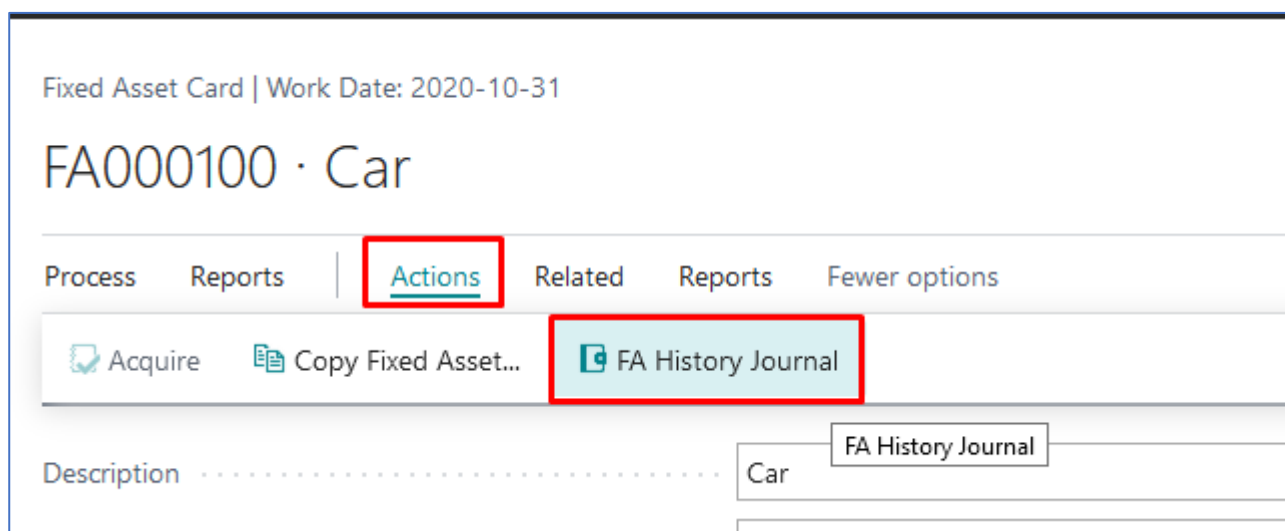 Fixed Asset Card | Work Date: 2020-10-31
FA000100 · Car
Process Reports | Actions Related Reports Fewer options
Acquire Copy Fixed Asset... FA History Journal
FA History Journal
Description Car